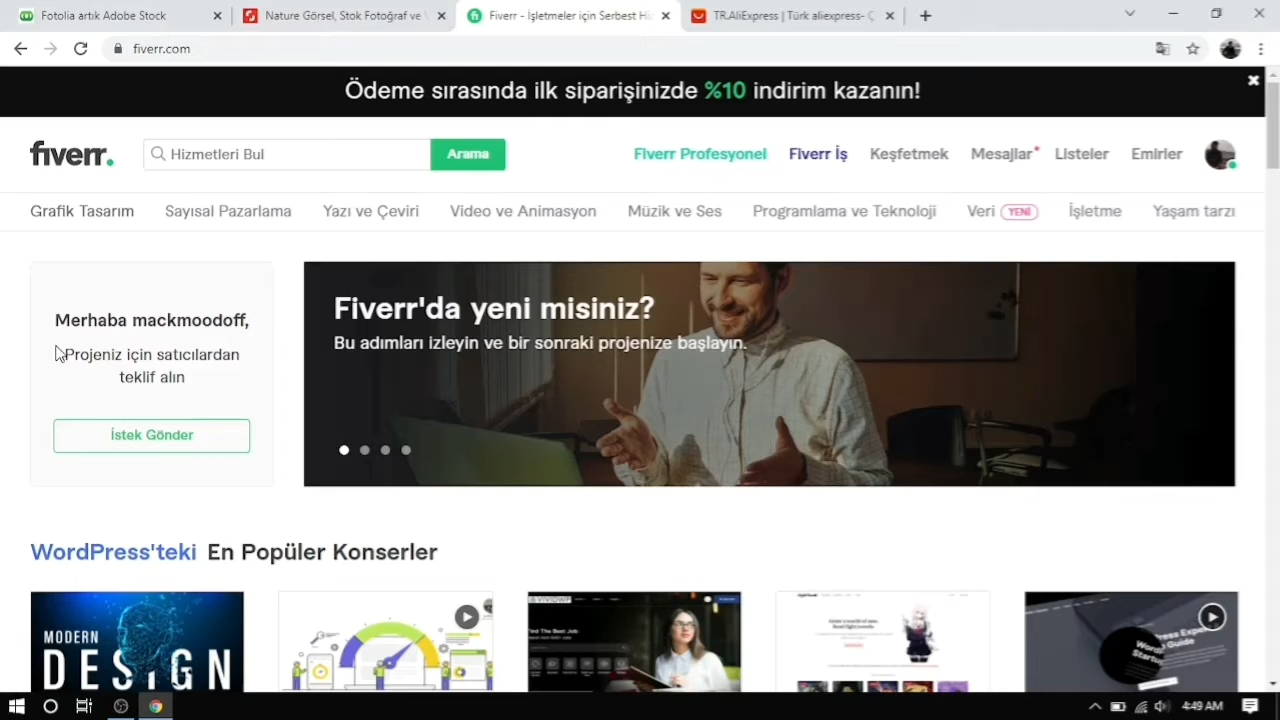 Fotolia artık Adobe Stock
Nature Görsel, Stok Fotoğraf ve
Fiverr - İşletmeler için Serbest Hi
TR.AliExpress | Türk aliexpress-
fiverr.com
Ödeme sırasında ilk siparişinizde %10 indirim kazanın!
fiverr.
Hizmetleri Bul
Arama
Fiverr Profesyonel
Fiverr İş
Keşfetmek
Mesajlar
Listeler
Emirler
Grafik Tasarım
Sayısal Pazarlama
Yazı ve Çeviri
Video ve Animasyon
Müzik ve Ses
Programlama ve Teknoloji
Veri YENİ
İşletme
Yaşam tarzı
Merhaba mackmoodoff,
Projeniz için satıcılardan
teklif alın
İstek Gönder
Fiverr'da yeni misiniz?
Bu adımları izleyin ve bir sonraki projenize başlayın.
WordPress'teki En Popüler Konserler
MODERN
DESIGN
Find The Best Job
4:49 AM